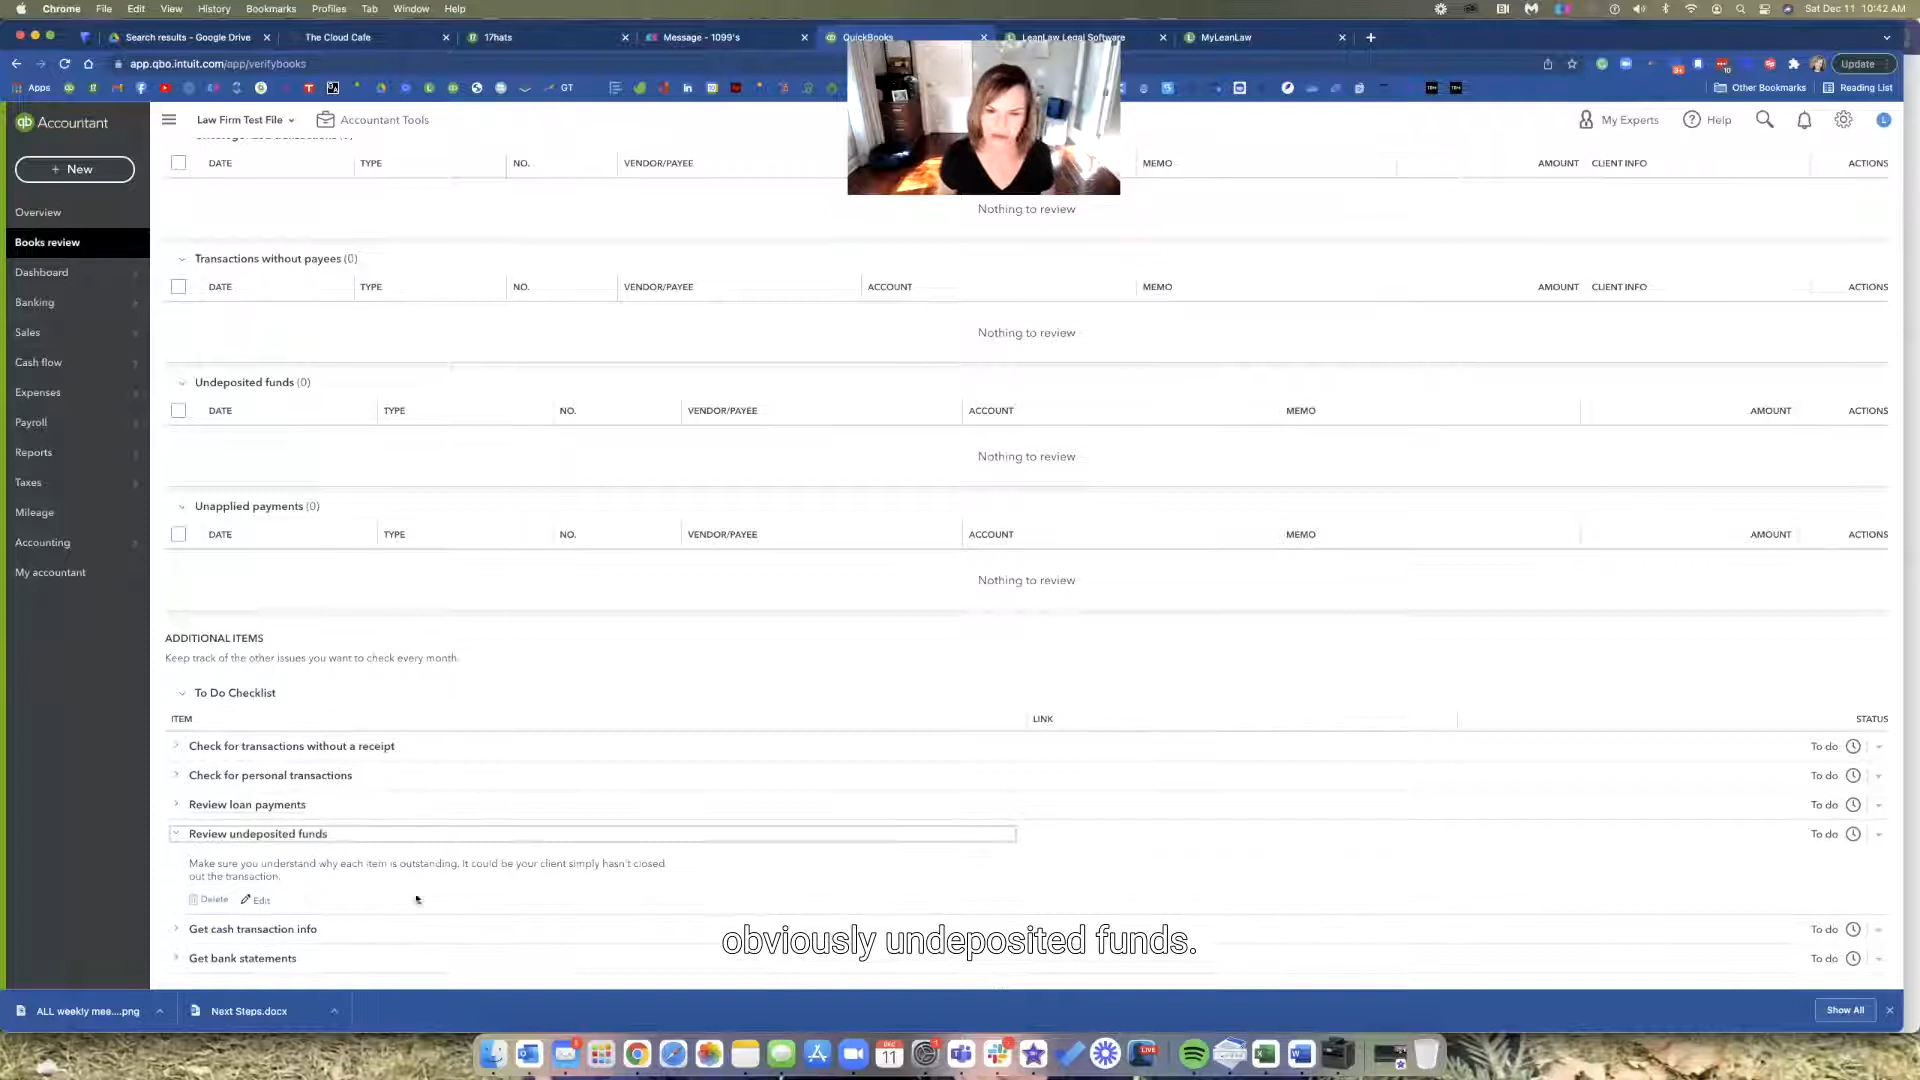 Chrome File Edit View History Bookmarks Profiles Tab Window Help
Sat Dec 11 10:42 AM
Search results - Google Drive
The Cloud Cafe
17hats
Message - 1099's
QuickBooks
LeanLaw Legal Software
MyLeanLaw
app.qbo.intuit.com/app/verifybooks
Update
Apps
GT
Other Bookmarks
Reading List
qb Accountant
Law Firm Test File
Accountant Tools
My Experts
Help
L
+ New
Overview
Books review
Dashboard
Banking
Sales
Cash flow
Expenses
Payroll
Reports
Taxes
Mileage
Accounting
My accountant
DATE TYPE NO. VENDOR/PAYEE MEMO AMOUNT CLIENT INFO ACTIONS
Nothing to review
Transactions without payees (0)
DATE TYPE NO. VENDOR/PAYEE ACCOUNT MEMO AMOUNT CLIENT INFO ACTIONS
Nothing to review
Undeposited funds (0)
DATE TYPE NO. VENDOR/PAYEE ACCOUNT MEMO AMOUNT ACTIONS
Nothing to review
Unapplied payments (0)
DATE TYPE NO. VENDOR/PAYEE ACCOUNT MEMO AMOUNT ACTIONS
Nothing to review
ADDITIONAL ITEMS
Keep track of the other issues you want to check every month.
To Do Checklist
ITEM LINK STATUS
Check for transactions without a receipt To do
Check for personal transactions To do
Review loan payments To do
Review undeposited funds To do
Make sure you understand why each item is outstanding. It could be your client simply hasn't closed
out the transaction.
Delete Edit
Get cash transaction info To do
Get bank statements To do
obviously undeposited funds.
ALL weekly mee....png
Next Steps.docx
Show All
DEC
11
LIVE